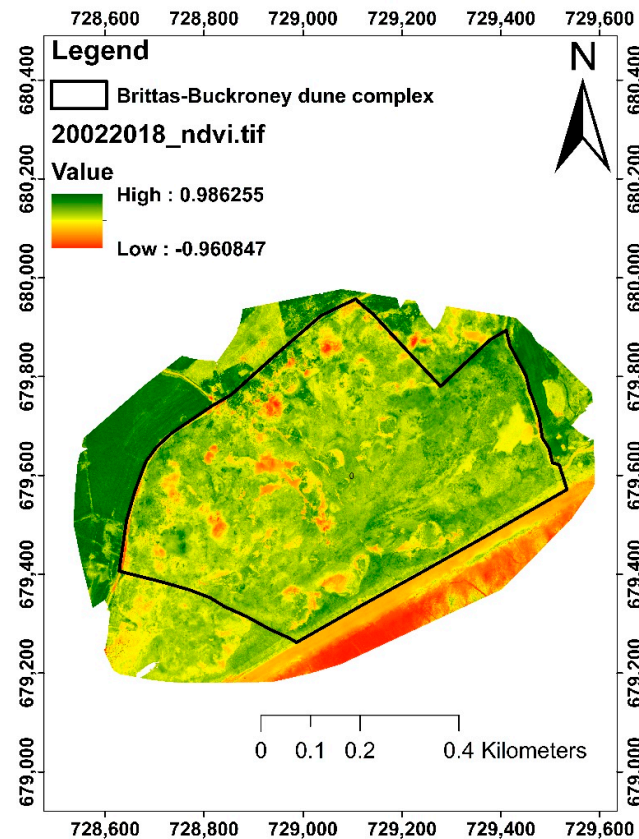 728,600 728,800 729,000 729,200 729,400 729,600
Legend
Brittas-Buckroney dune complex
20022018_ndvi.tif
Value
High : 0.986255
Low : -0.960847
N
680,400 680,400
680,200 680,200
680,000 680,000
679,800 679,800
679,600 679,600
679,400 679,400
679,200 679,200
679,000 679,000
0 0.1 0.2 0.4 Kilometers
728,600 728,800 729,000 729,200 729,400 729,600